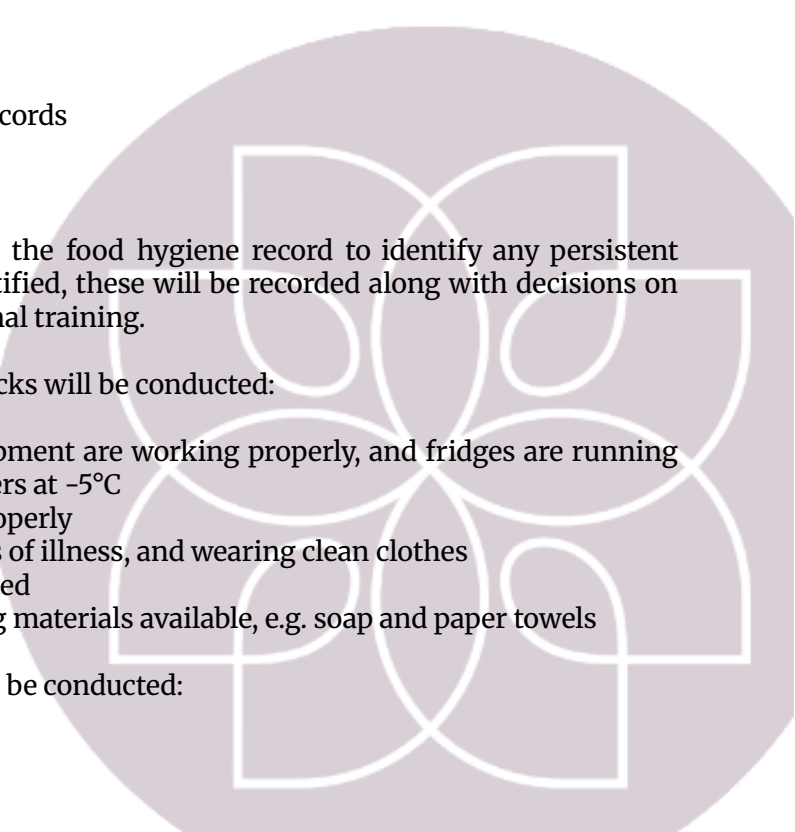 cords
the food hygiene record to identify any persistent
tified, these will be recorded along with decisions on
nal training.
cks will be conducted:
pment are working properly, and fridges are running
ers at -5°C
operly
s of illness, and wearing clean clothes
ed
g materials available, e.g. soap and paper towels
be conducted: